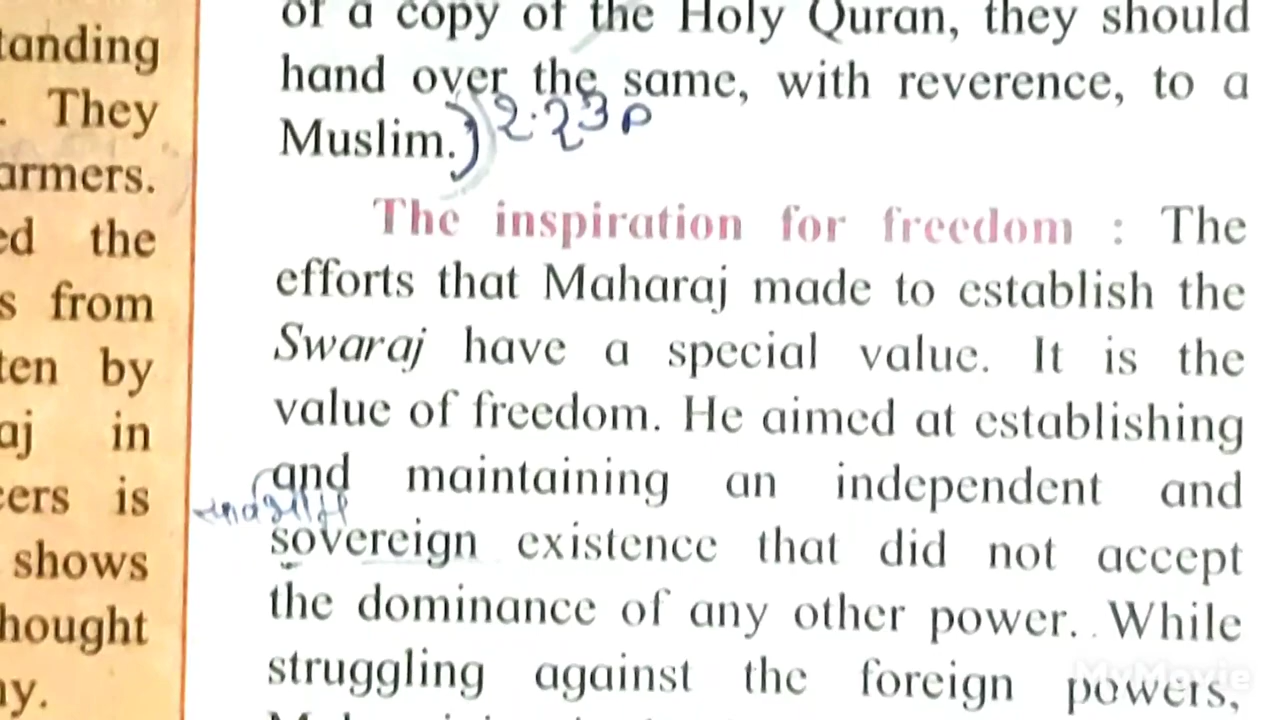 tanding
. They
armers.
ed the
s from
ten by
aj in
cers is
shows
hought
ny.
of a copy of the Holy Quran, they should
hand over the same, with reverence, to a
Muslim.
The inspiration for freedom : The
efforts that Maharaj made to establish the
Swaraj have a special value. It is the
value of freedom. He aimed at establishing
and maintaining an independent and
sovereign existence that did not accept
the dominance of any other power. While
struggling against the foreign powers,
MyMovie